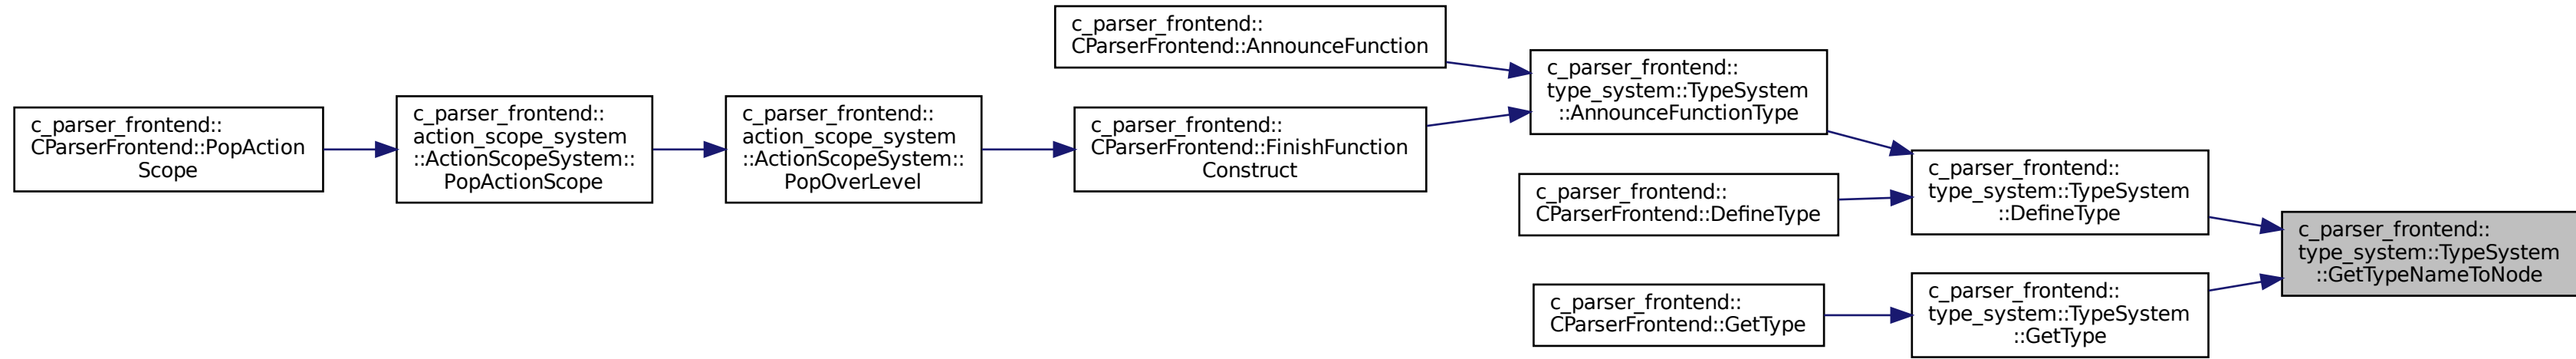 c_parser_frontend::
CParserFrontend::PopAction
Scope
c_parser_frontend::
action_scope_system
::ActionScopeSystem::
PopActionScope
c_parser_frontend::
action_scope_system
::ActionScopeSystem::
PopOverLevel
c_parser_frontend::
CParserFrontend::AnnounceFunction
c_parser_frontend::
CParserFrontend::FinishFunction
Construct
c_parser_frontend::
type_system::TypeSystem
::AnnounceFunctionType
c_parser_frontend::
CParserFrontend::DefineType
c_parser_frontend::
CParserFrontend::GetType
c_parser_frontend::
type_system::TypeSystem
::DefineType
c_parser_frontend::
type_system::TypeSystem
::GetType
c_parser_frontend::
type_system::TypeSystem
::GetTypeNameToNode